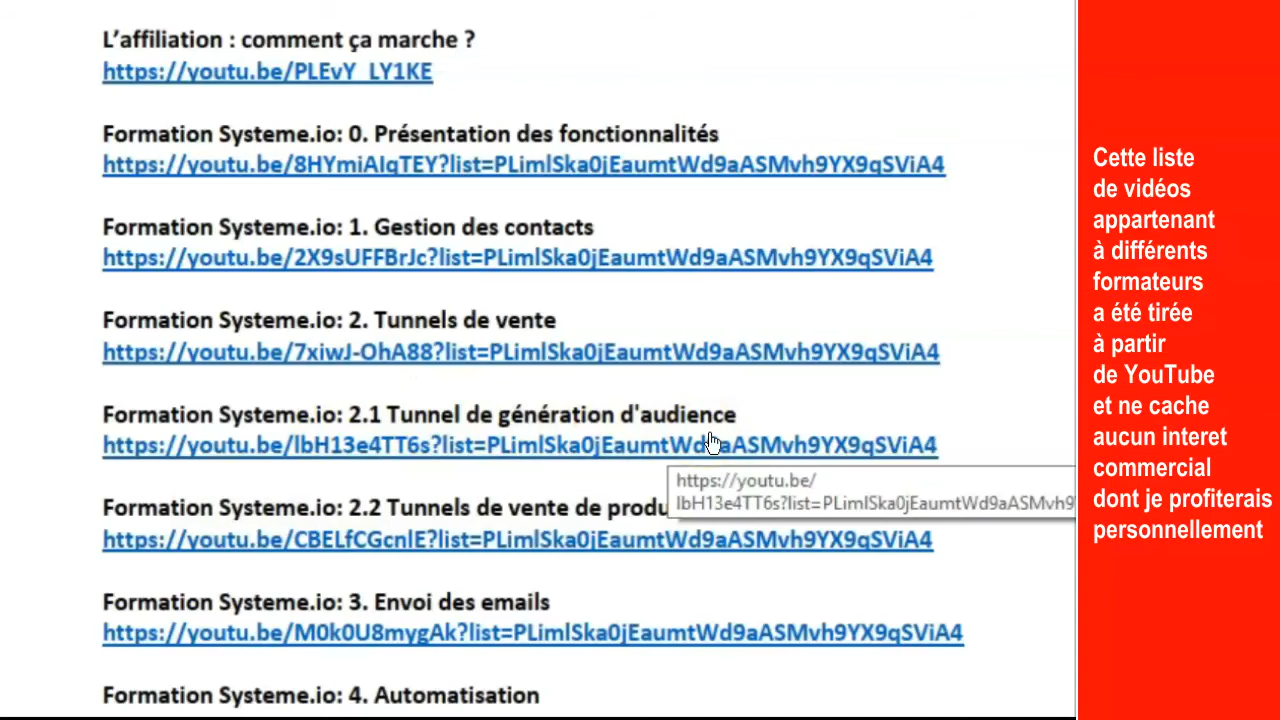 L'affiliation : comment ça marche ?
https://youtu.be/PLEvY_LY1KE
Formation Systeme.io: 0. Présentation des fonctionnalités
https://youtu.be/8HYmiAIqTEY?list=PLimlSka0jEaumtWd9aASMvh9YX9qSViA4
Formation Systeme.io: 1. Gestion des contacts
https://youtu.be/2X9sUFFBrJc?list=PLimlSka0jEaumtWd9aASMvh9YX9qSViA4
Formation Systeme.io: 2. Tunnels de vente
https://youtu.be/7xiwJ-OhA88?list=PLimlSka0jEaumtWd9aASMvh9YX9qSViA4
Formation Systeme.io: 2.1 Tunnel de génération d'audience
https://youtu.be/lbH13e4TT6s?list=PLimlSka0jEaumtWd9aASMvh9YX9qSViA4
https://youtu.be/
lbH13e4TT6s?list=PLimlSka0jEaumtWd9aASMvh9
Formation Systeme.io: 2.2 Tunnels de vente de produ
https://youtu.be/CBELfCGcnlE?list=PLimlSka0jEaumtWd9aASMvh9YX9qSViA4
Formation Systeme.io: 3. Envoi des emails
https://youtu.be/M0k0U8mygAk?list=PLimlSka0jEaumtWd9aASMvh9YX9qSViA4
Formation Systeme.io: 4. Automatisation
Cette liste
de vidéos
appartenant
à différents
formateurs
a été tirée
à partir
de YouTube
et ne cache
aucun interet
commercial
dont je profiterais
personnellement